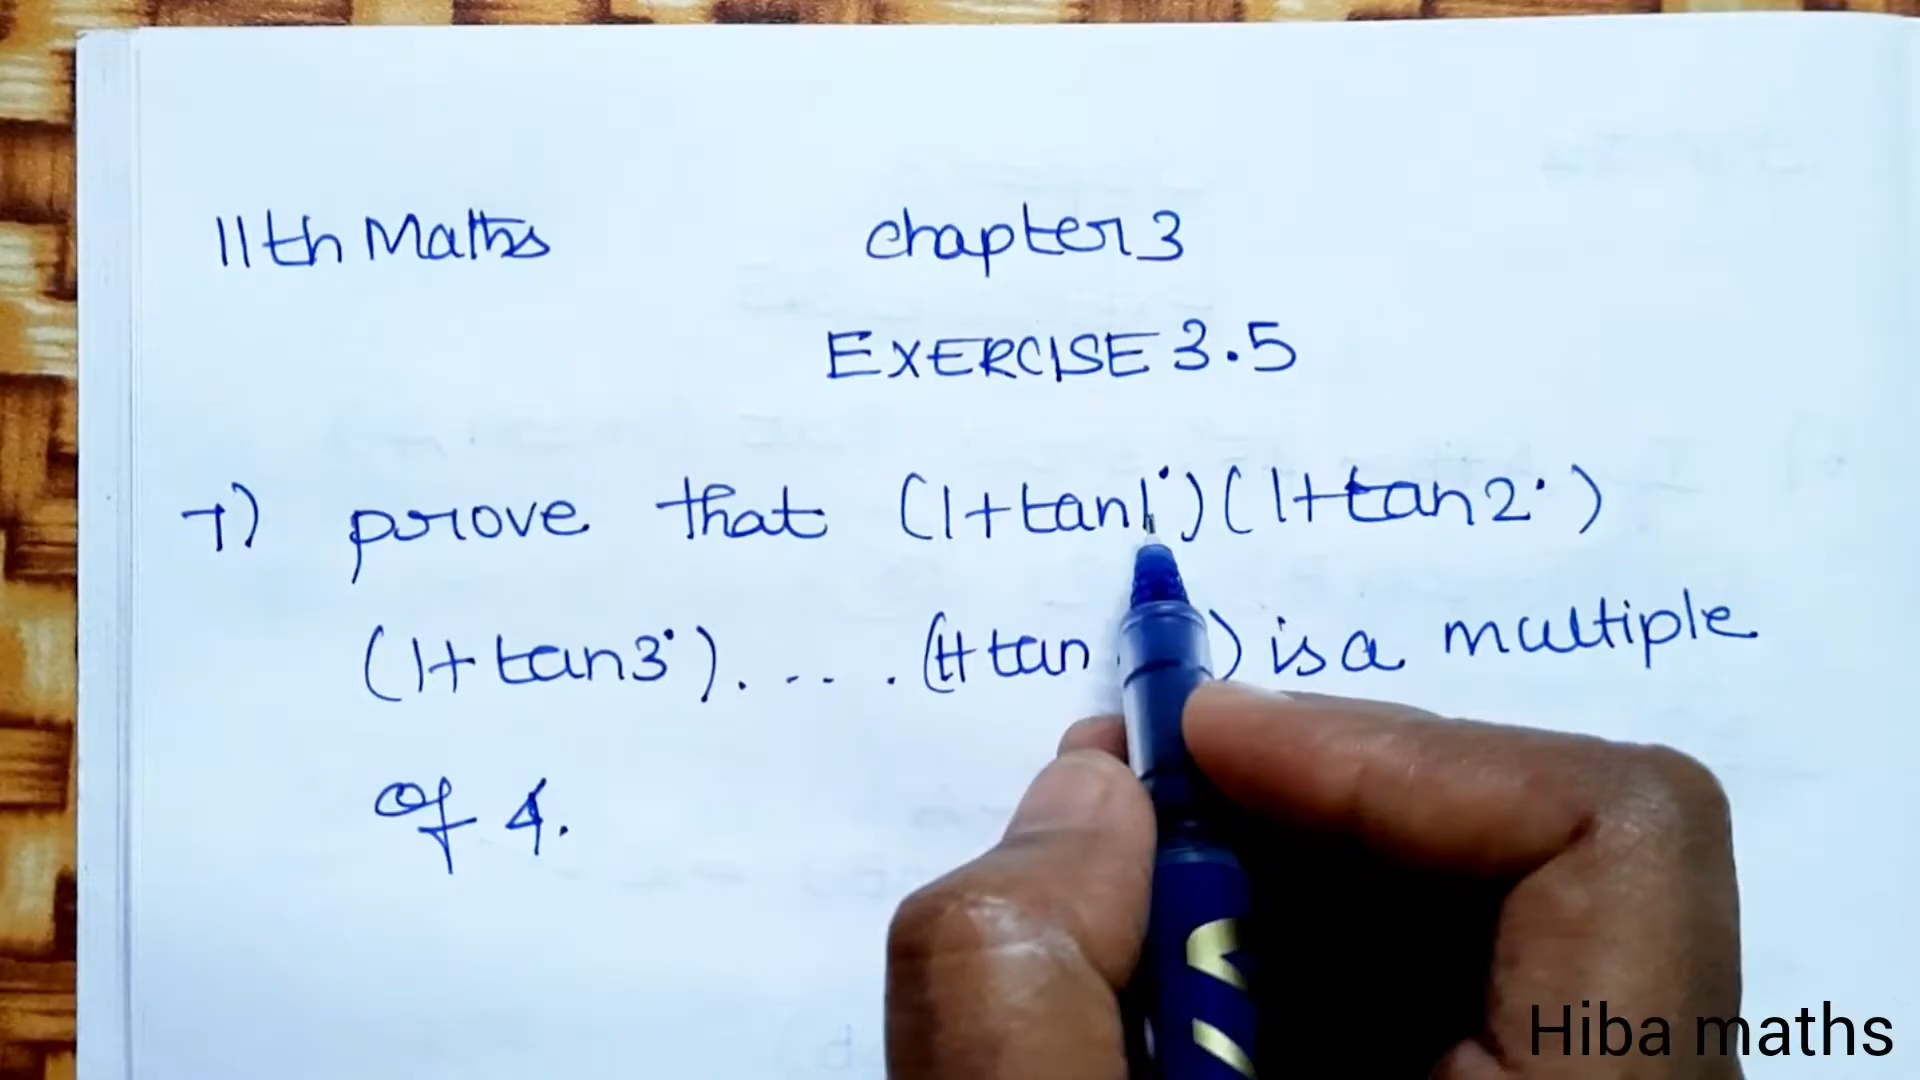 11th Maths chapter 3
EXERCISE 3.5
7) prove that (1+tan1°)(1+tan2°)
(1+tan3°). ... .(1+tan ) is a multiple
of 4.
Hiba maths